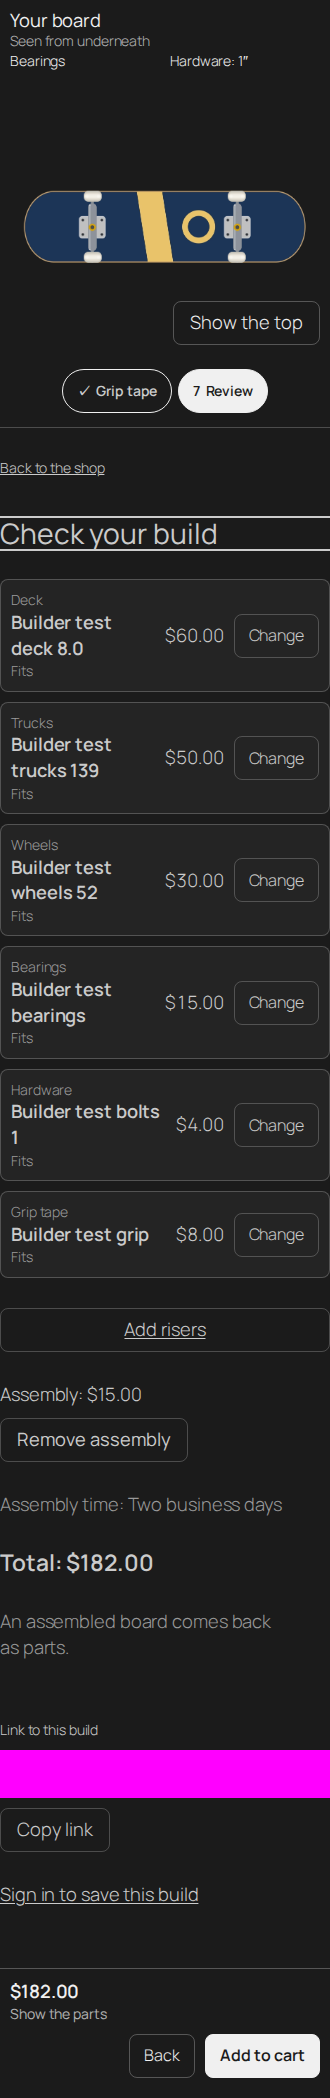 Your board
Seen from underneath
Bearings
Hardware: 1″
Show the top
✓ Grip tape
7 Review
Back to the shop
Check your build
Deck
Builder test
deck 8.0
Fits
$60.00
Change
Trucks
Builder test
trucks 139
Fits
$50.00
Change
Wheels
Builder test
wheels 52
Fits
$30.00
Change
Bearings
Builder test
bearings
Fits
$15.00
Change
Hardware
Builder test bolts
1
Fits
$4.00
Change
Grip tape
Builder test grip
Fits
$8.00
Change
Add risers
Assembly: $15.00
Remove assembly
Assembly time: Two business days
Total: $182.00
An assembled board comes back
as parts.
Link to this build
Copy link
Sign in to save this build
$182.00
Show the parts
Back
Add to cart